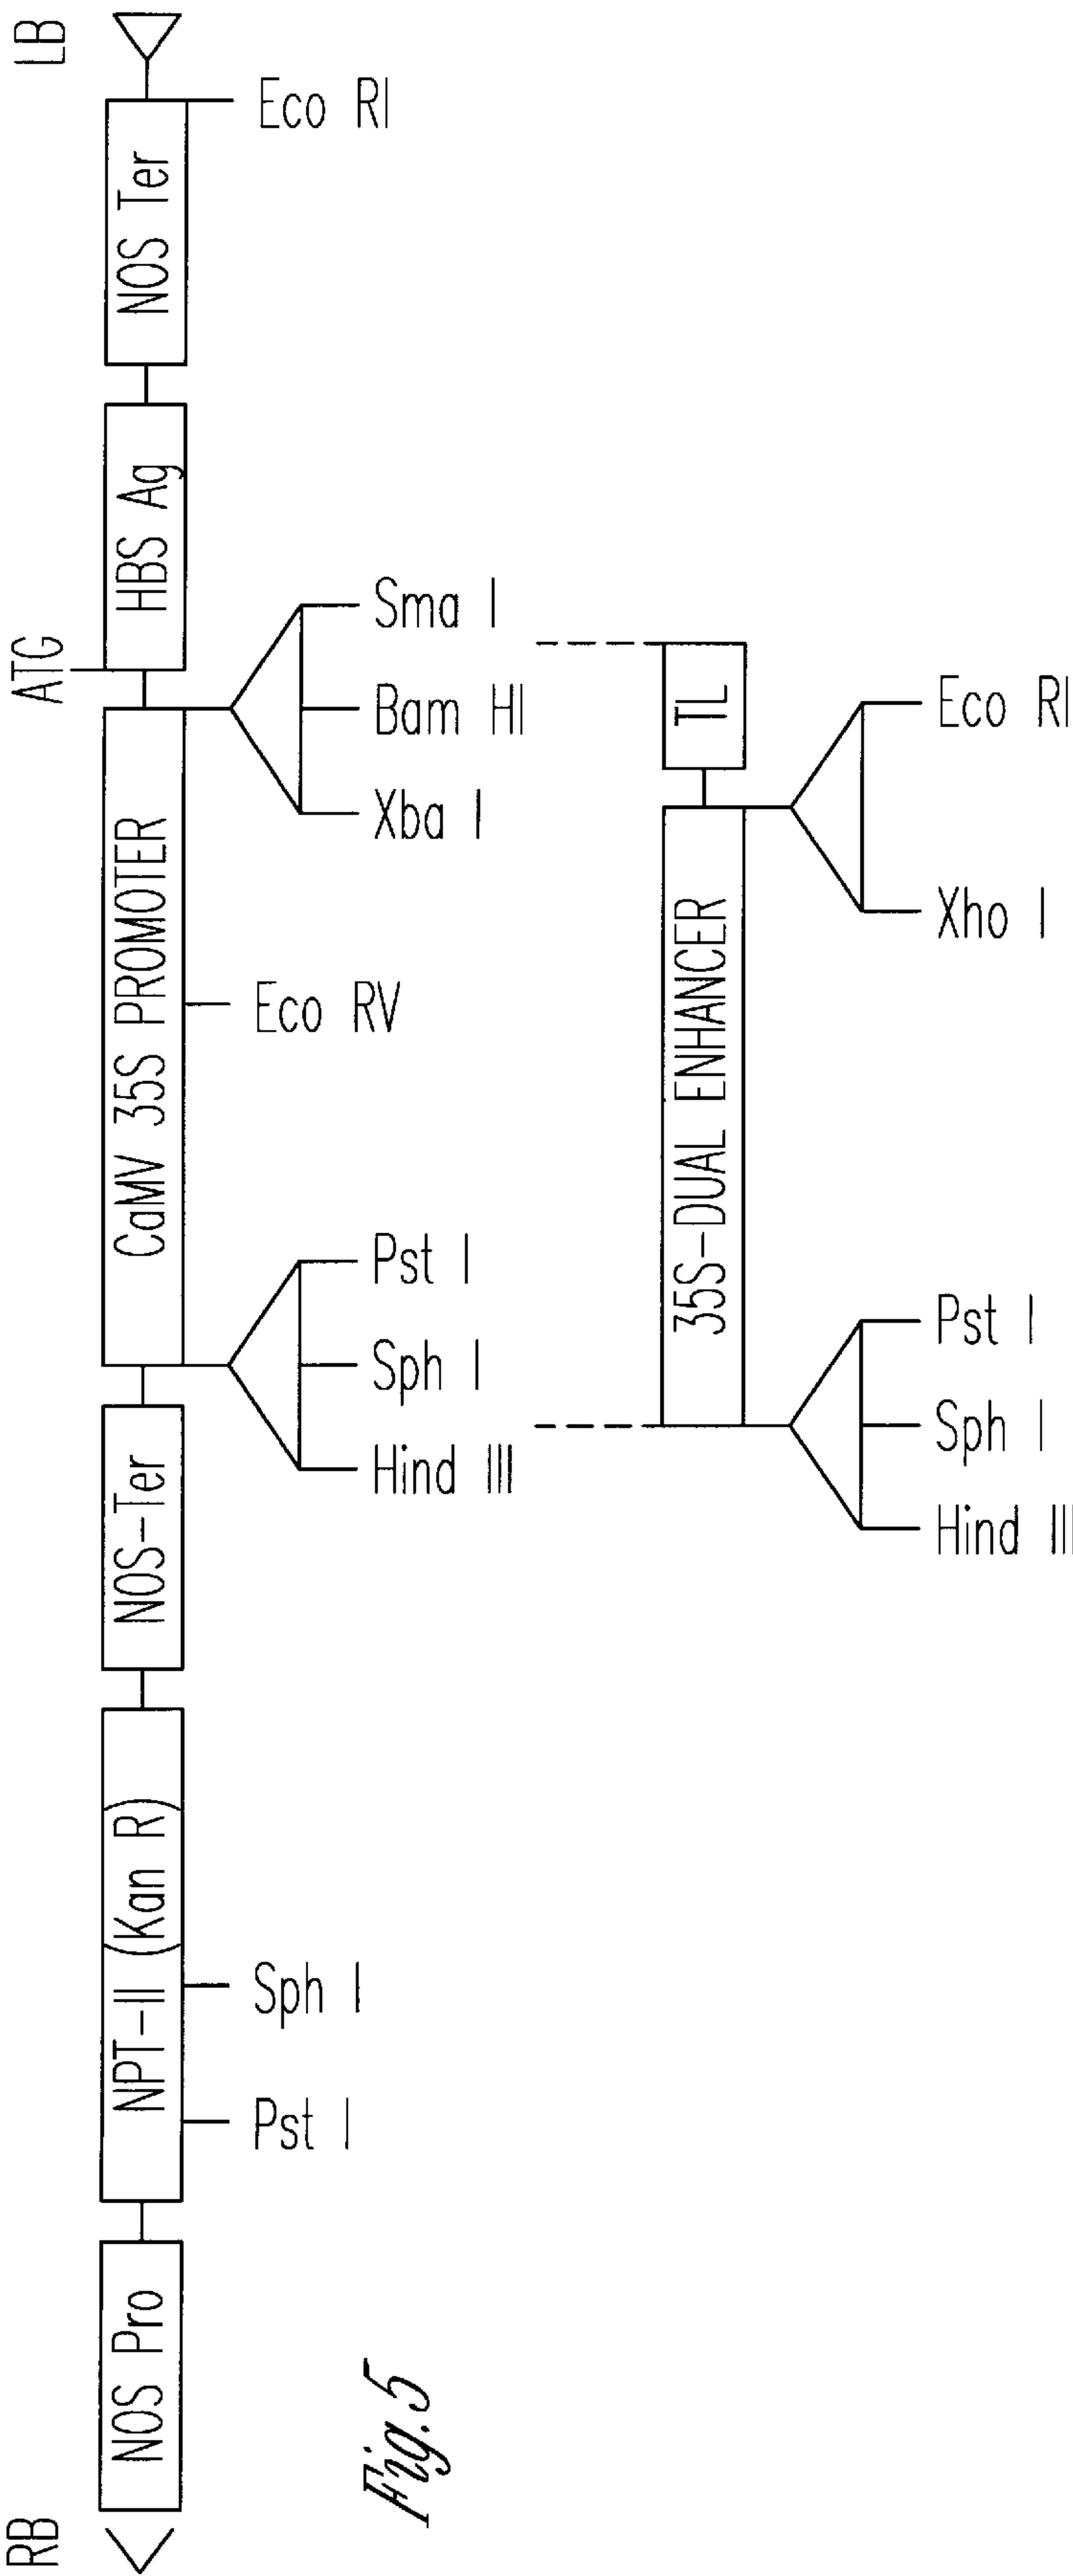 RB
ATG
LB
NOS Pro
NPT-II (Kan R)
NOS-Ter
CaMV 35S PROMOTER
HBS Ag
NOS Ter
Pst I
Sph I
Eco RV
Eco RI
Hind III
Sph I
Pst I
Xba I
Bam HI
Sma I
Fig.5
35S-DUAL ENHANCER
TL
Hind III
Sph I
Pst I
Xho I
Eco RI